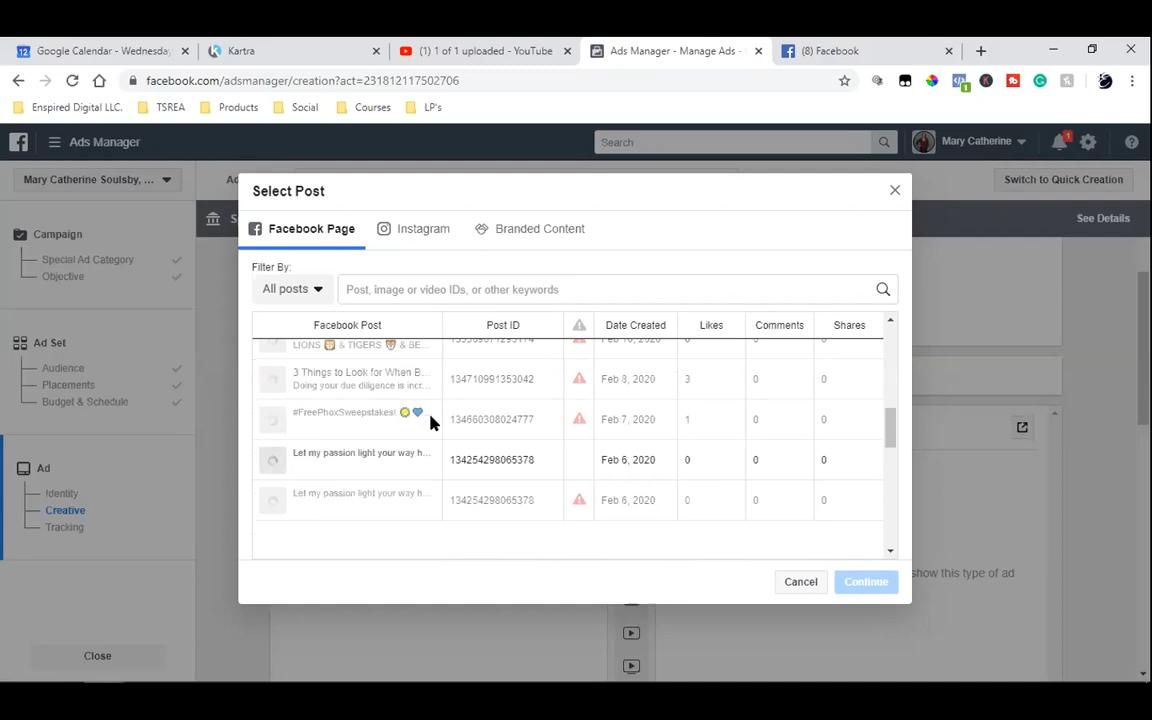 Google Calendar - Wednesday
Kartra
(1) 1 of 1 uploaded - YouTube
Ads Manager - Manage Ads -
(8) Facebook
facebook.com/adsmanager/creation?act=231812117502706
Enspired Digital LLC.
TSREA
Products
Social
Courses
LP's
Ads Manager
Search
Mary Catherine
1
Mary Catherine Soulsby, ...
Switch to Quick Creation
See Details
Select Post
Facebook Page
Instagram
Branded Content
Filter By:
All posts
Post, image or video IDs, or other keywords
Facebook Post Post ID Date Created Likes Comments Shares
LIONS 🦁 & TIGERS 🐯 & BE...
3 Things to Look for When B...
Doing your due diligence is incr...
134710991353042 Feb 8, 2020 3 0 0
#FreePhoxSweepstakes!
134660308024777 Feb 7, 2020 1 0 0
Let my passion light your way h... 134254298065378 Feb 6, 2020 0 0 0
Let my passion light your way h... 134254298065378 Feb 6, 2020 0 0 0
Cancel
Continue
Campaign
Special Ad Category
Objective
Ad Set
Audience
Placements
Budget & Schedule
Ad
Identity
Creative
Tracking
Close
show this type of ad